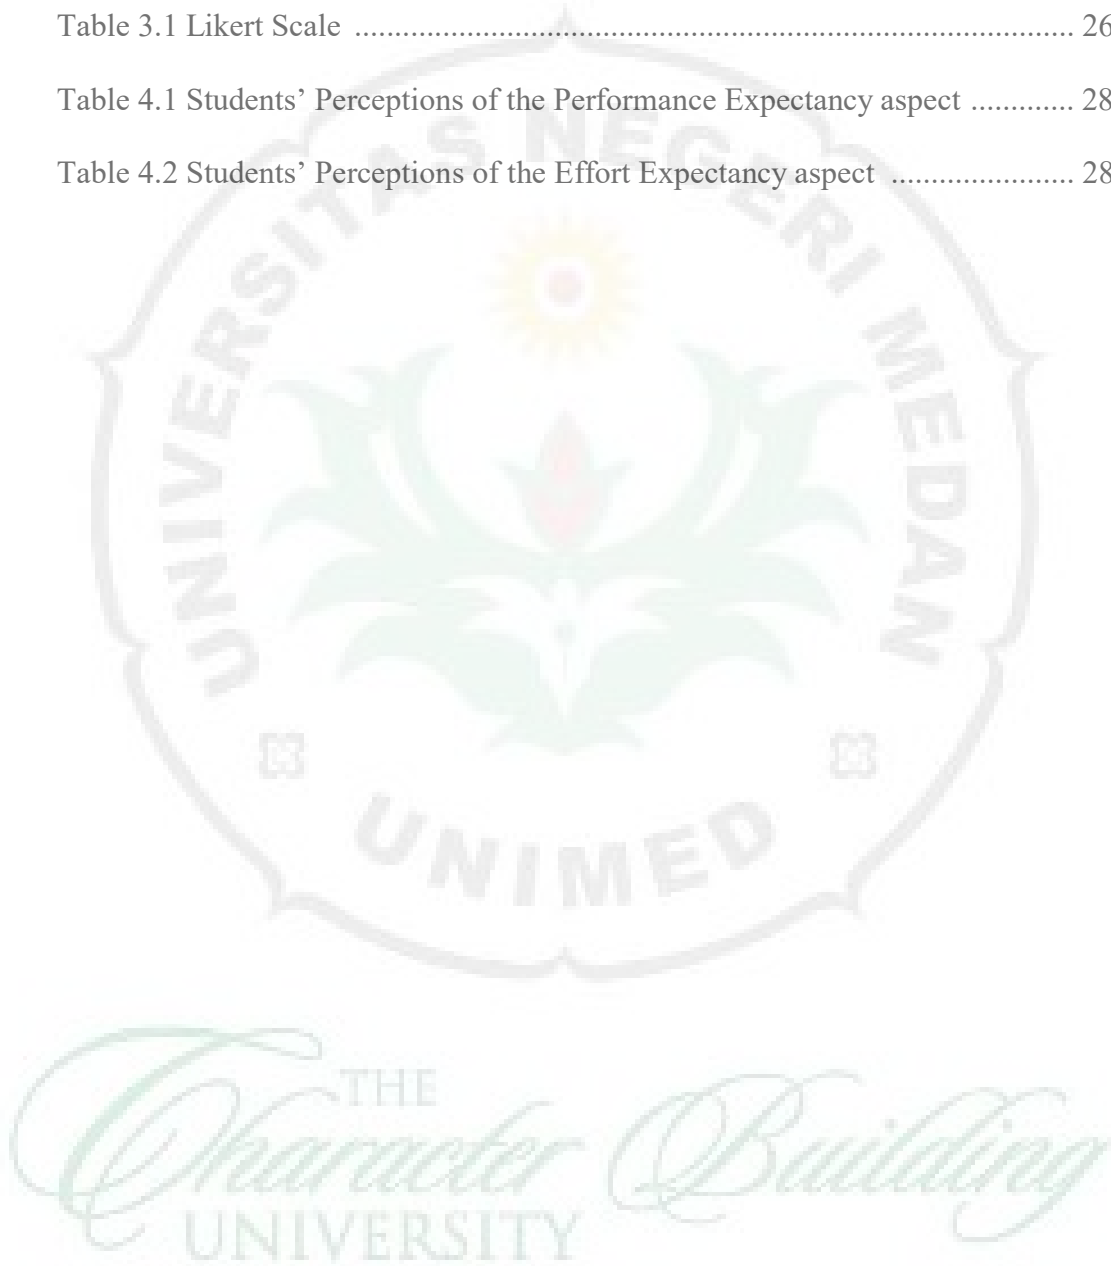 Table 3.1 Likert Scale ........................................................................ 26
Table 4.1 Students’ Perceptions of the Performance Expectancy aspect ............. 28
Table 4.2 Students’ Perceptions of the Effort Expectancy aspect ...................... 28
UNIVERSITAS NEGERI MEDAN
UNIMED
THE
Character Building
UNIVERSITY